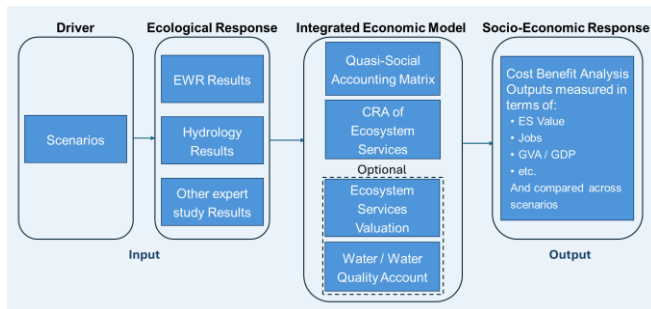 Driver
Ecological Response
Integrated Economic Model
Socio-Economic Response
Scenarios
EWR Results
Hydrology
Results
Other expert
study Results
Quasi-Social
Accounting Matrix
CRA of
Ecosystem
Services
Optional
Ecosystem
Services
Valuation
Water / Water
Quality Account
Cost Benefit Analysis
Outputs measured in
terms of:
• ES Value
• Jobs
• GVA / GDP
• etc.
And compared across
scenarios
Input
Output